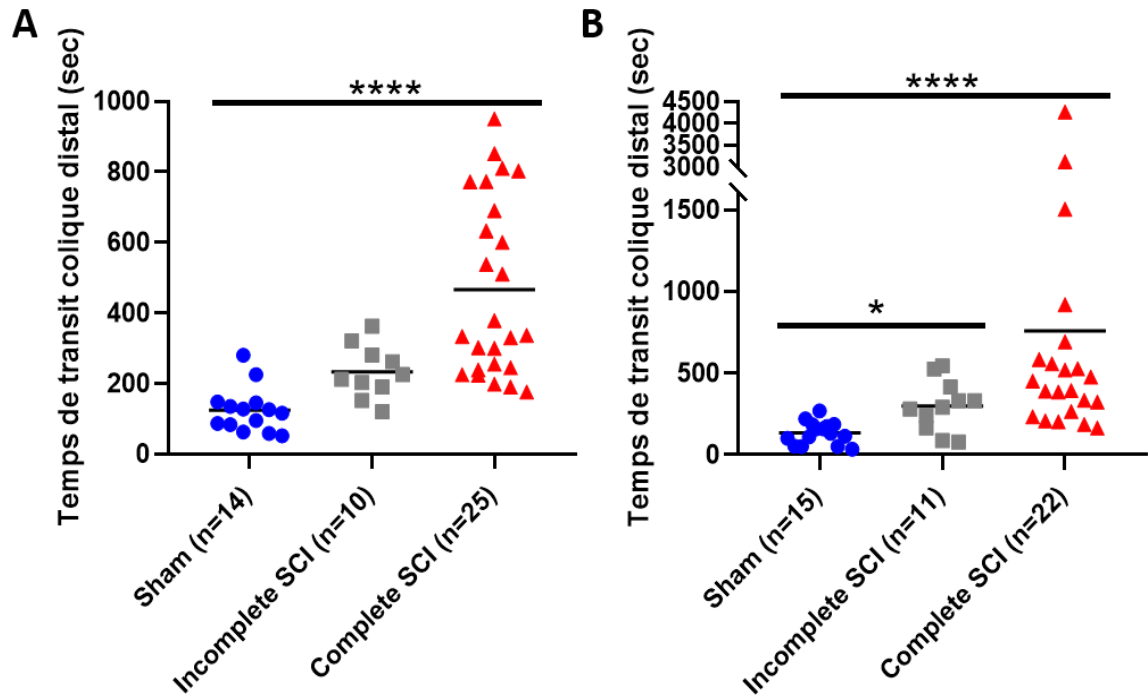 A
Temps de transit colique distal (sec)
****
1000
800
600
400
200
0
Sham (n=14)
Incomplete SCI (n=10)
Complete SCI (n=25)
B
Temps de transit colique distal (sec)
****
4500
4000
3500
3000
1500
*
1000
500
0
Sham (n=15)
Incomplete SCI (n=11)
Complete SCI (n=22)